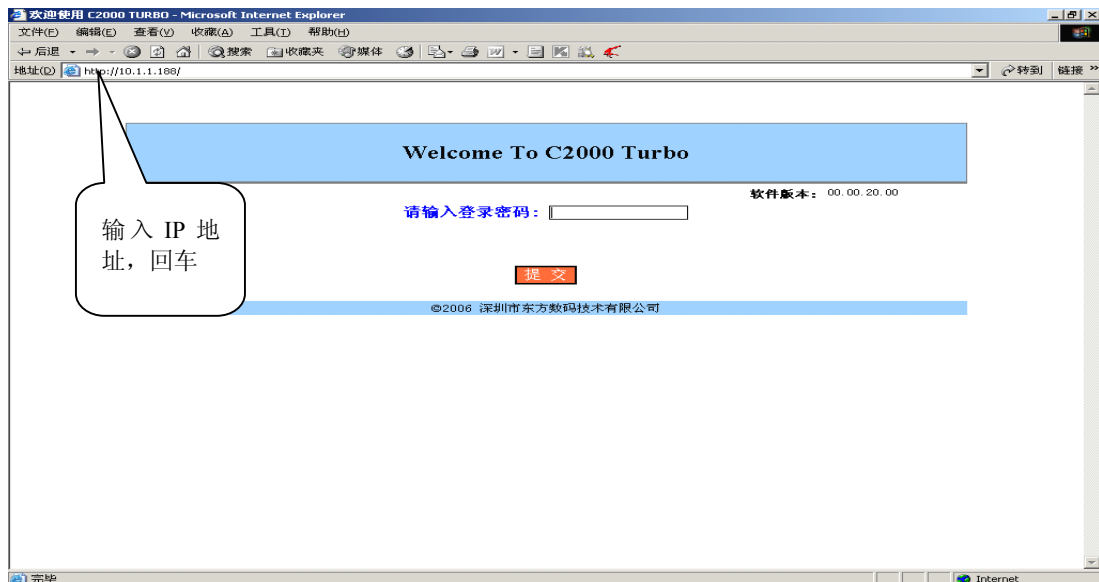 欢迎使用 C2000 TURBO - Microsoft Internet Explorer
文件(F) 编辑(E) 查看(V) 收藏(A) 工具(T) 帮助(H)
后退 搜索 收藏夹 媒体
地址(D) http://10.1.1.188/ 转到 链接 »
Welcome To C2000 Turbo
软件版本: 00.00.20.00
请输入登录密码:
输入 IP 地
址，回车
提 交
©2006 深圳市东方数码技术有限公司
完毕 Internet